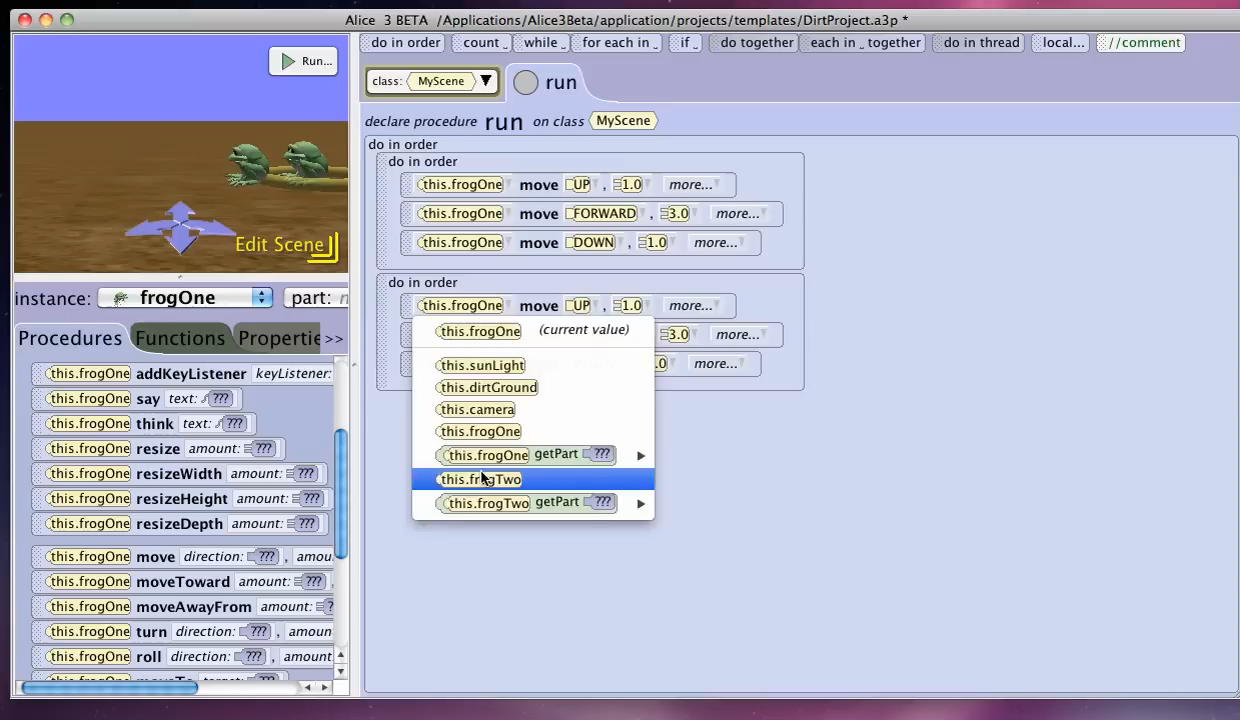 Alice 3 BETA /Applications/Alice3Beta/application/projects/templates/DirtProject.a3p *
do in order count while for each in if do together each in together do in thread local... //comment
Run...
class: MyScene run
declare procedure run on class MyScene
do in order
do in order
this.frogOne move UP , 1.0 more...
this.frogOne move FORWARD , 3.0 more...
this.frogOne move DOWN , 1.0 more...
do in order
this.frogOne move UP , 1.0 more...
this.frogOne (current value)
3.0 more...
.0 more...
this.sunLight
this.dirtGround
this.camera
this.frogOne
this.frogOne getPart ???
this.frogTwo
this.frogTwo getPart ???
Edit Scene
instance: frogOne part:
Procedures Functions Propertie >>
this.frogOne addKeyListener keyListener:
this.frogOne say text: ???
this.frogOne think text: ???
this.frogOne resize amount: ???
this.frogOne resizeWidth amount: ???
this.frogOne resizeHeight amount: ???
this.frogOne resizeDepth amount: ???
this.frogOne move direction: ??? , amou
this.frogOne moveToward amount: ???
this.frogOne moveAwayFrom amount: ?
this.frogOne turn direction: ??? , amoun
this.frogOne roll direction: ??? , amount